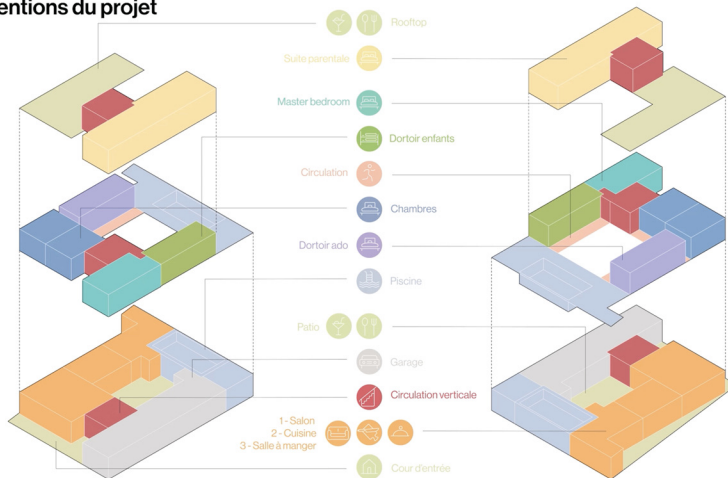 entions du projet
Rooftop
Suite parentale
Master bedroom
Dortoir enfants
Circulation
Chambres
Dortoir ado
Piscine
Patio
Garage
Circulation verticale
1 - Salon
2 - Cuisine
3 - Salle à manger
Cour d'entrée